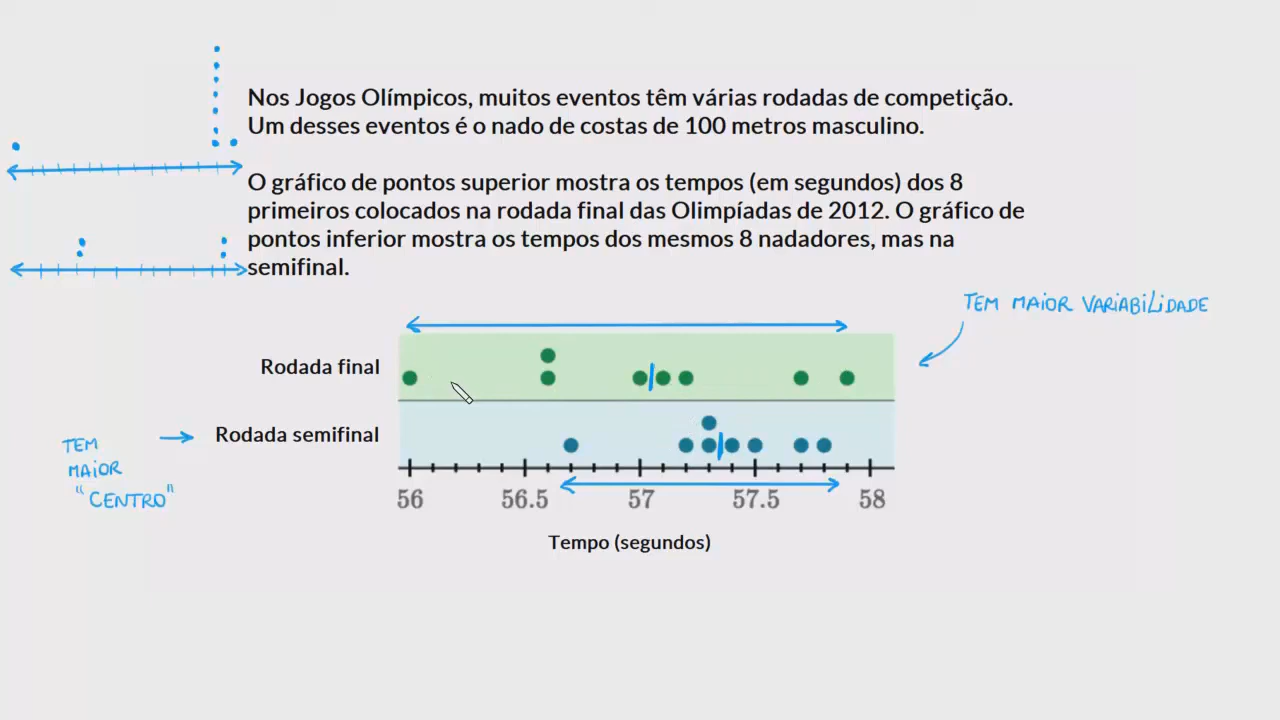 Nos Jogos Olímpicos, muitos eventos têm várias rodadas de competição.
Um desses eventos é o nado de costas de 100 metros masculino.
O gráfico de pontos superior mostra os tempos (em segundos) dos 8
primeiros colocados na rodada final das Olimpíadas de 2012. O gráfico de
pontos inferior mostra os tempos dos mesmos 8 nadadores, mas na
semifinal.
TEM MAIOR VARIABILIDADE
Rodada final
Rodada semifinal
TEM
MAIOR
"CENTRO"
56 56.5 57 57.5 58
Tempo (segundos)